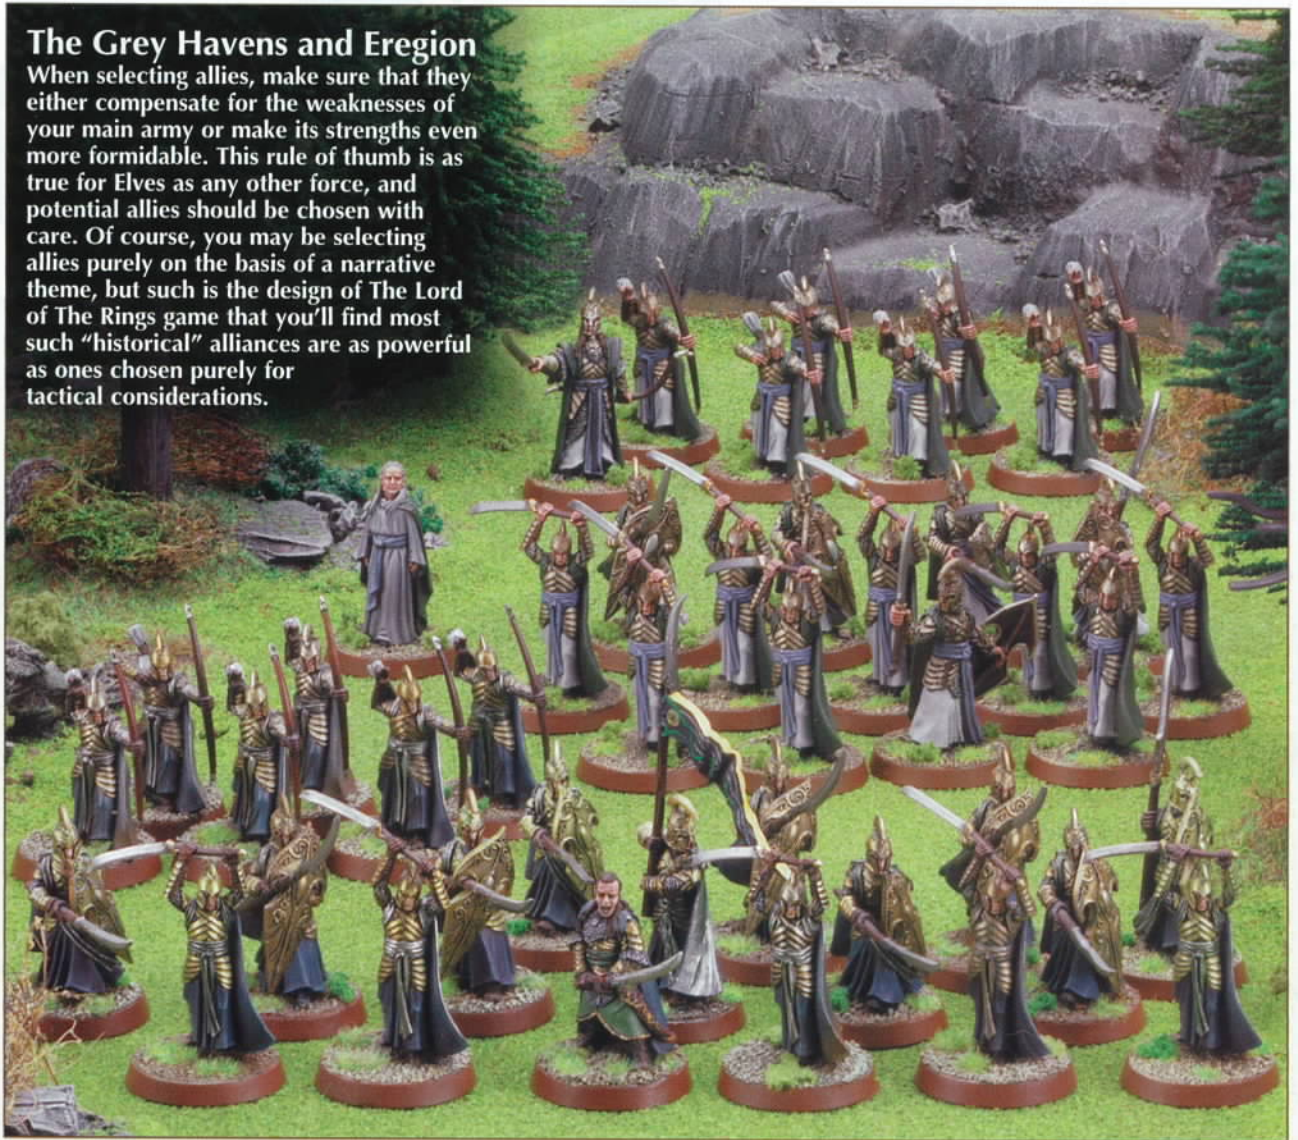 The Grey Havens and Eregion
When selecting allies, make sure that they
either compensate for the weaknesses of
your main army or make its strengths even
more formidable. This rule of thumb is as
true for Elves as any other force, and
potential allies should be chosen with
care. Of course, you may be selecting
allies purely on the basis of a narrative
theme, but such is the design of The Lord
of The Rings game that you'll find most
such “historical” alliances are as powerful
as ones chosen purely for
tactical considerations.